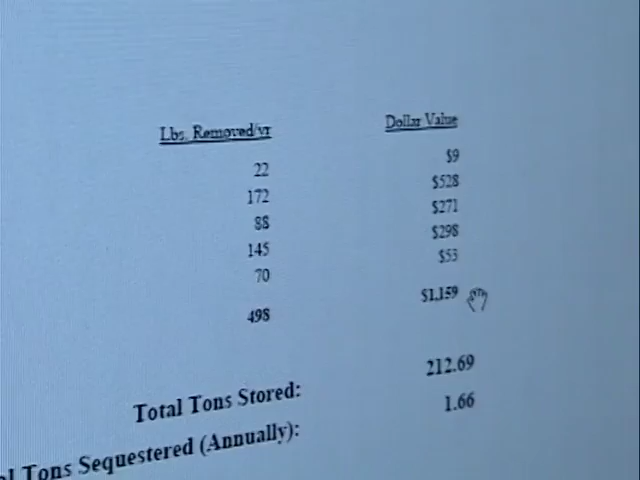 Lbs. Removed/yr Dollar Value
22 $9
172 $528
88 $271
145 $298
70 $53
498 $1,159
Total Tons Stored: 212.69
Tons Sequestered (Annually): 1.66